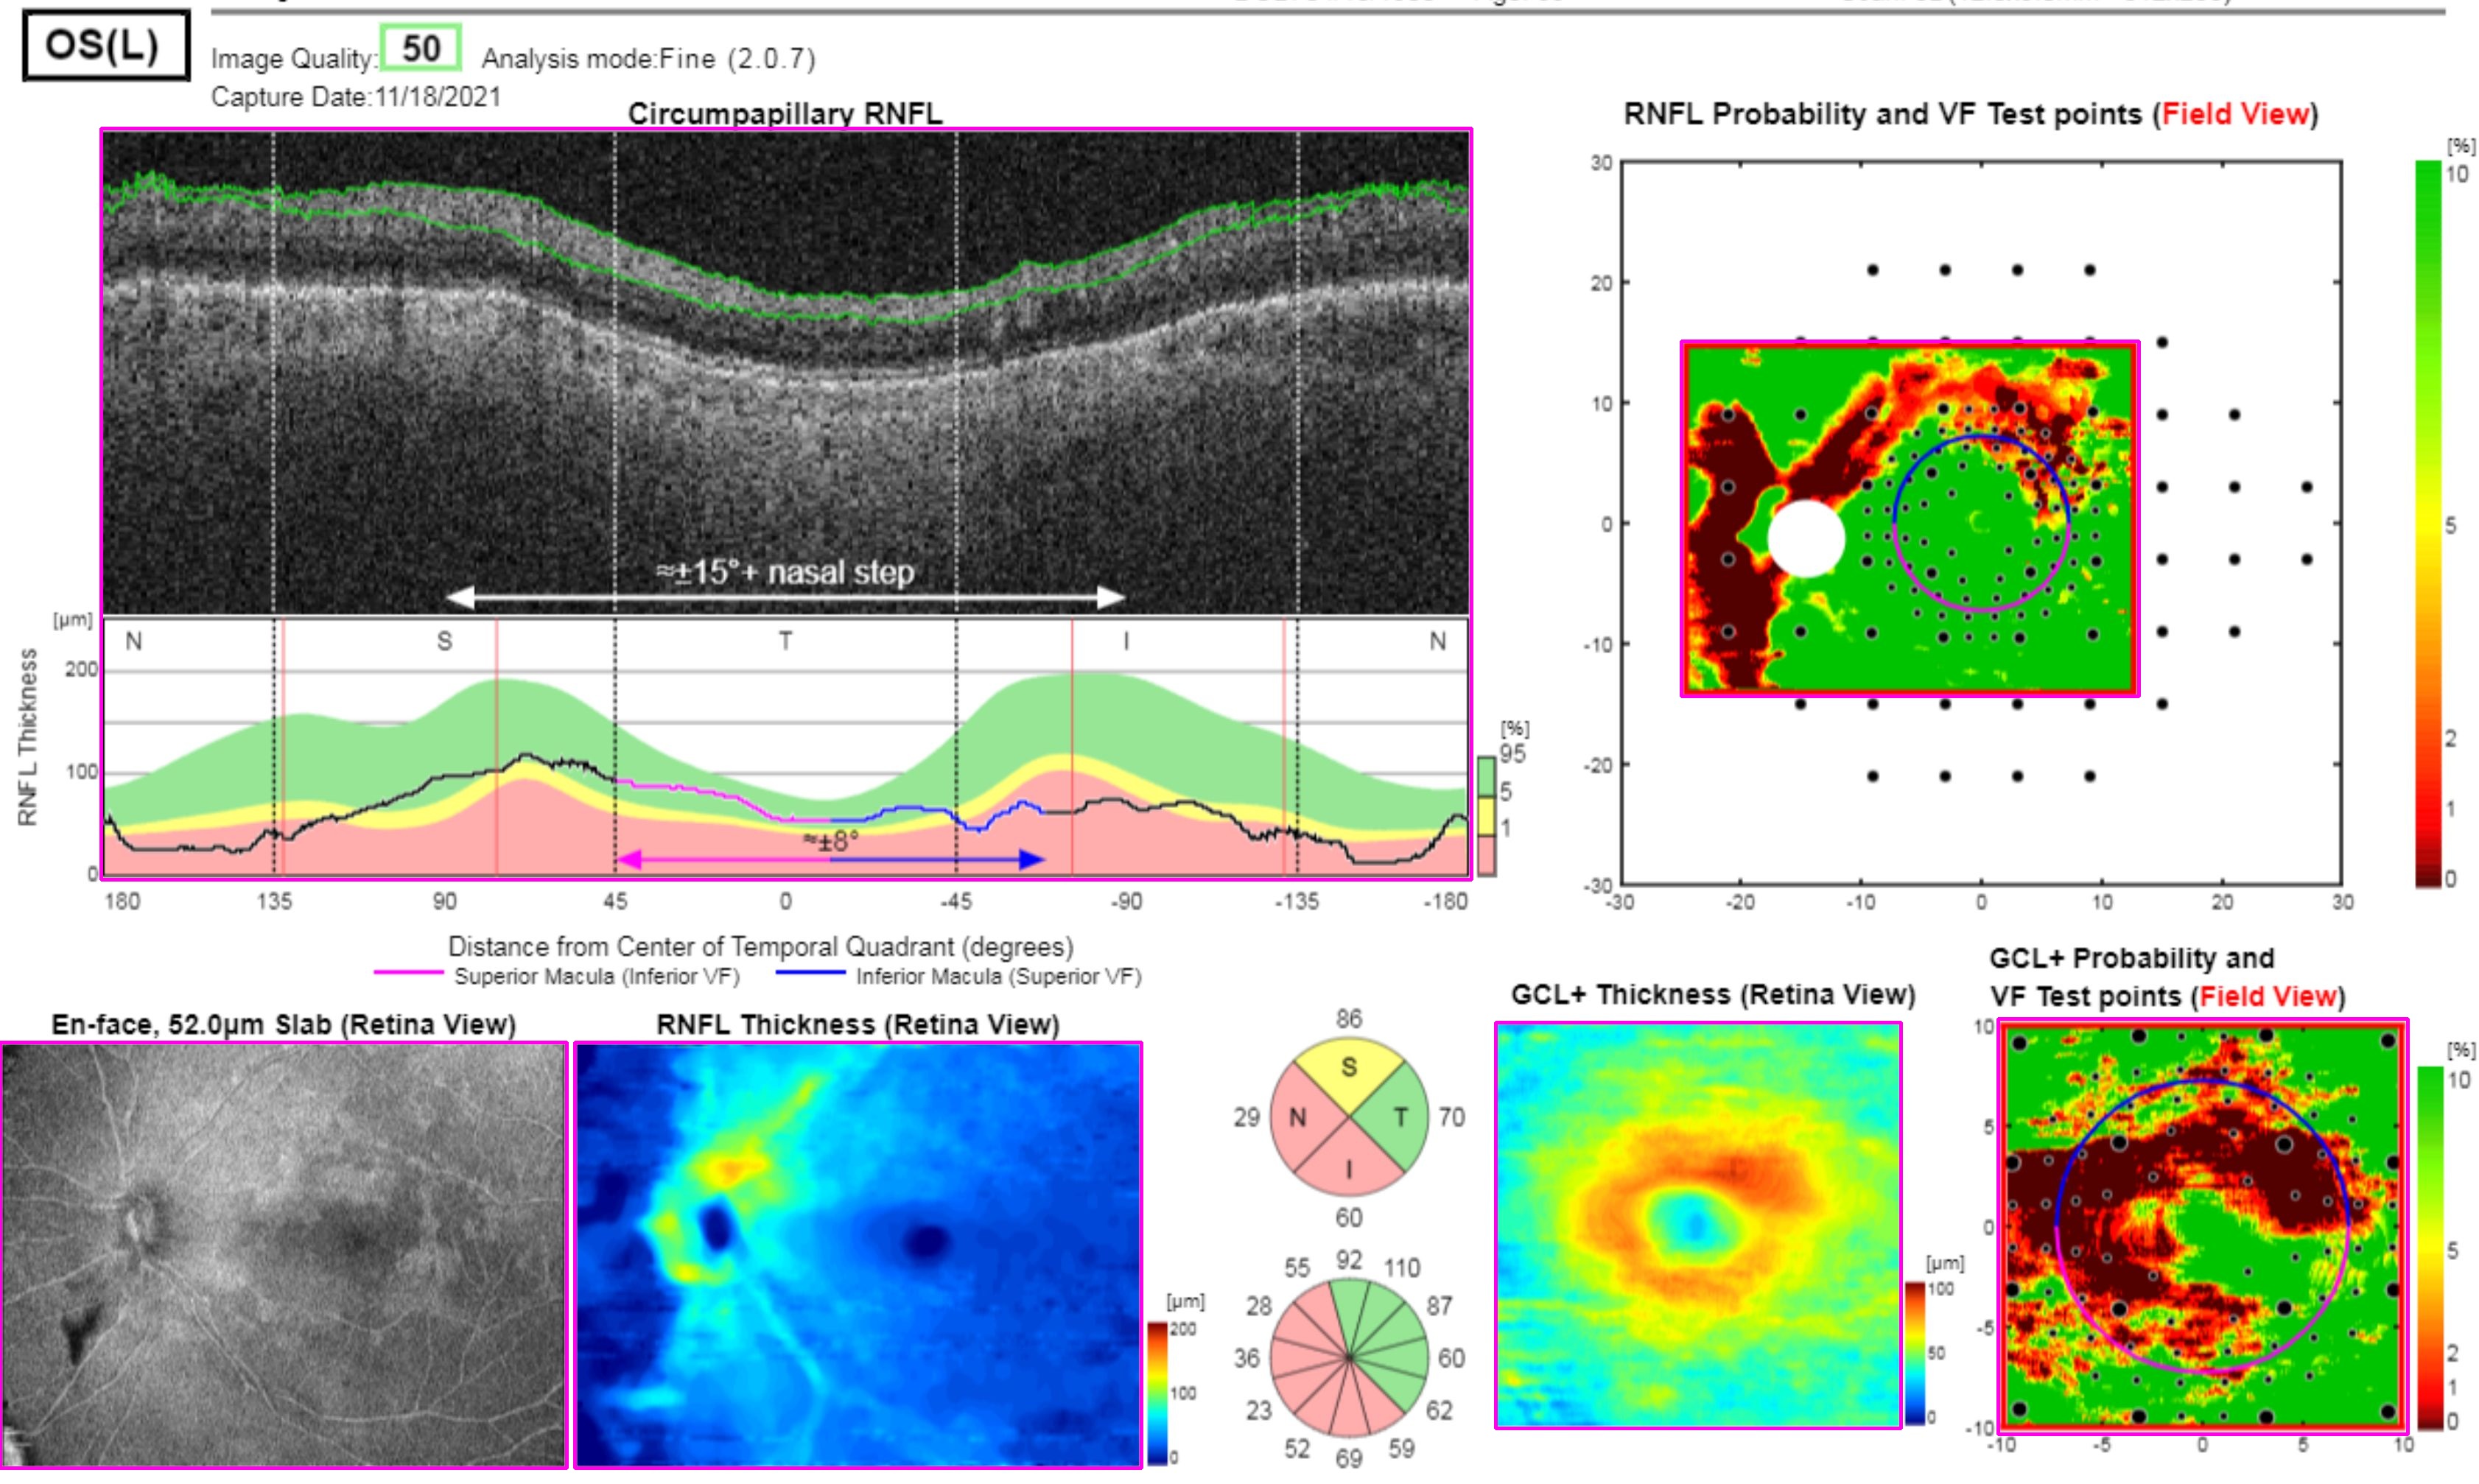 OS(L)
Image Quality: 50 Analysis mode:Fine (2.0.7)
Capture Date:11/18/2021
Circumpapillary RNFL
≈±15°+ nasal step
[µm]
N S T I N
RNFL Thickness
200
100
0
≈±8°
[%]
95
5
1
180 135 90 45 0 -45 -90 -135 -180
Distance from Center of Temporal Quadrant (degrees)
Superior Macula (Inferior VF) Inferior Macula (Superior VF)
RNFL Probability and VF Test points (Field View)
30
20
10
0
-10
-20
-30
-30 -20 -10 0 10 20 30
[%]
10
5
2
1
0
En-face, 52.0µm Slab (Retina View)
RNFL Thickness (Retina View)
[µm]
200
100
0
86
S
29 N T 70
I
60
92
55 110
28 87
36 60
23 62
52 59
69
GCL+ Thickness (Retina View)
[µm]
100
50
0
GCL+ Probability and
VF Test points (Field View)
10
5
0
-5
-10
-10 -5 0 5 10
[%]
10
5
2
1
0